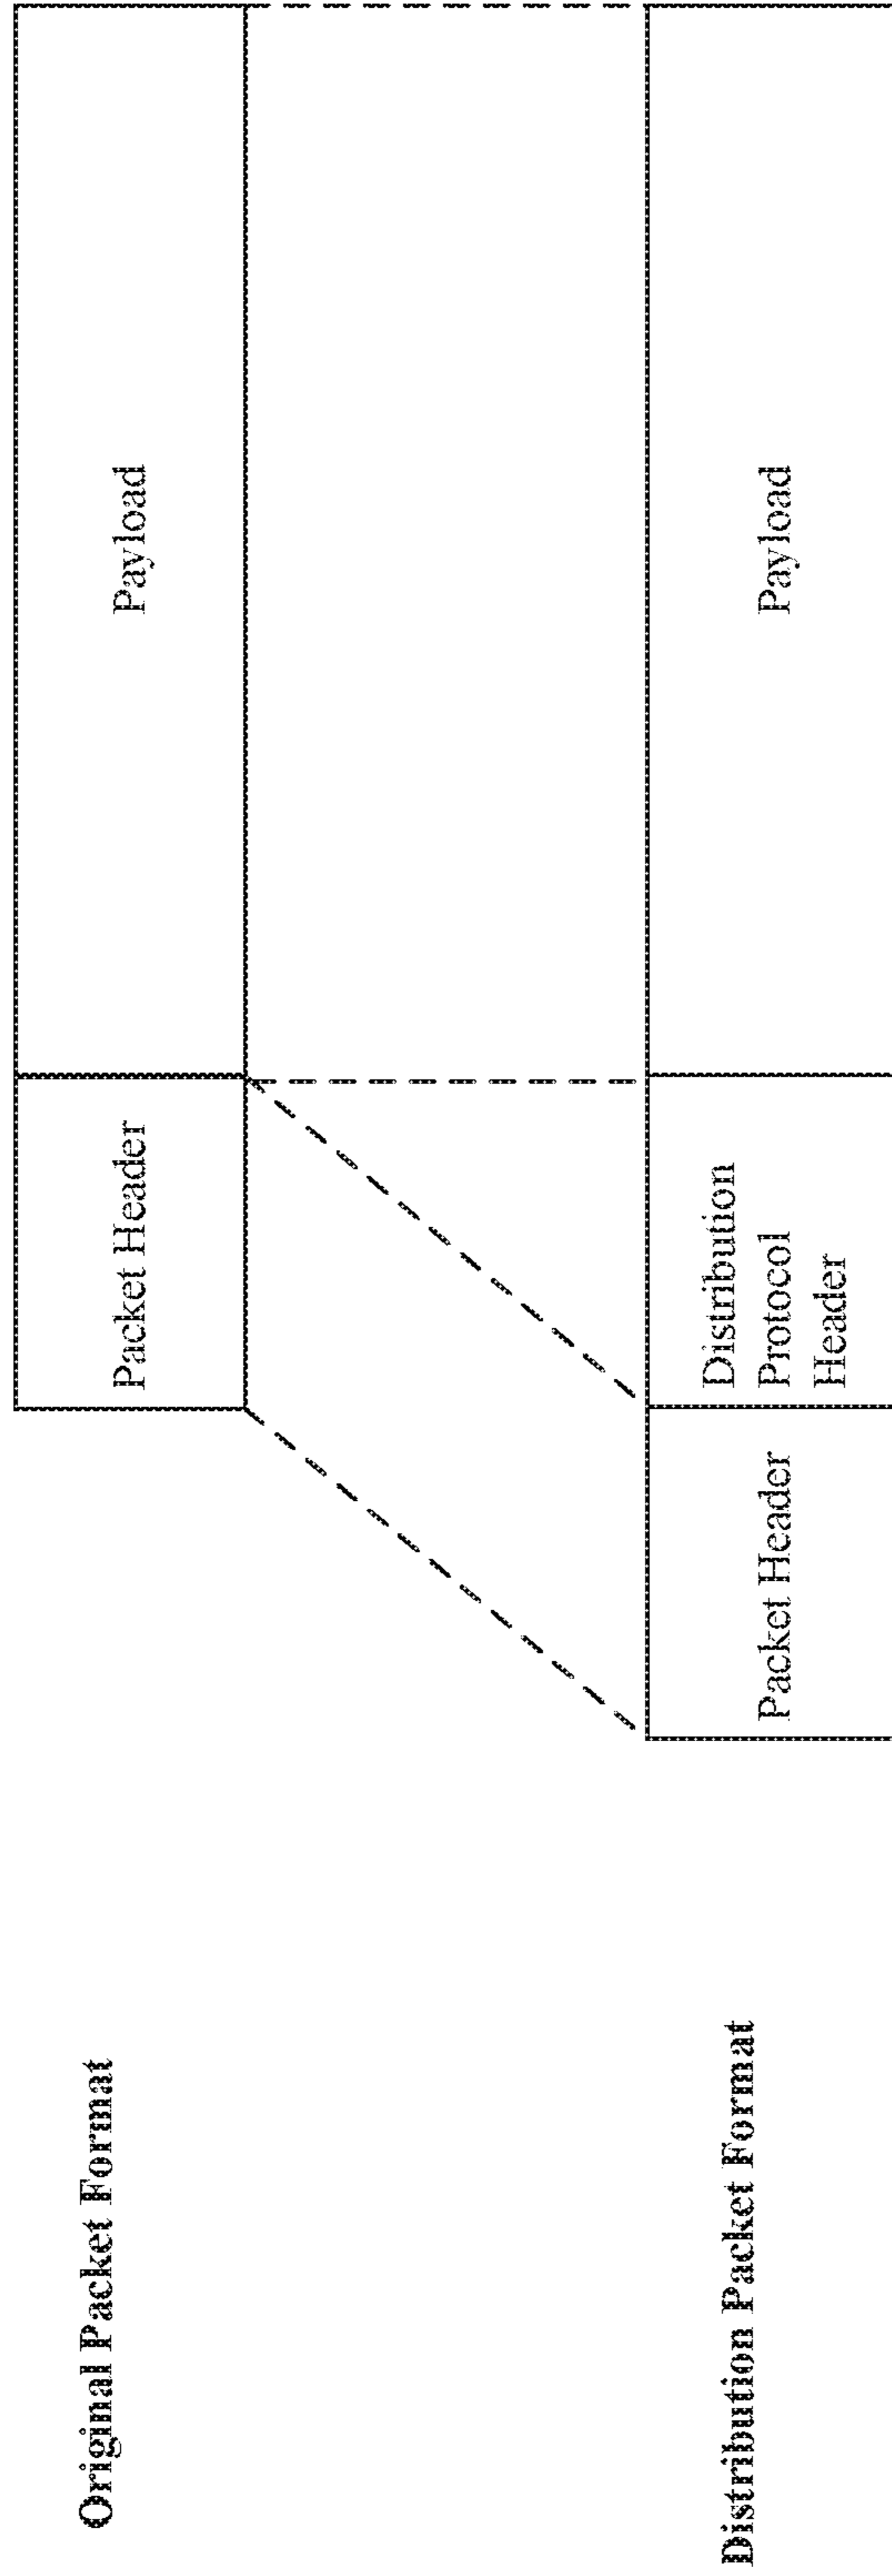 Original Packet Format
Packet Header
Payload
Distribution Packet Format
Packet Header
Distribution
Protocol
Header
Payload